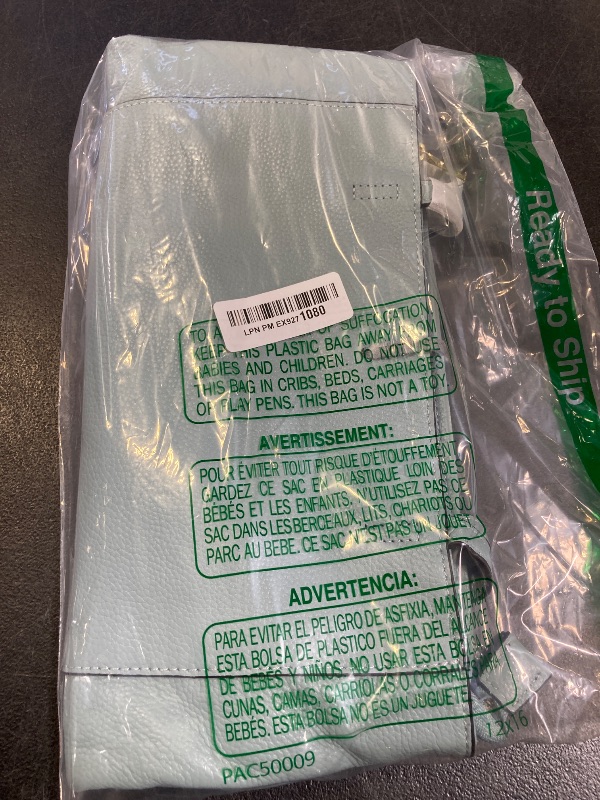 Ready to Ship
LPN PM EX927 1080
TO A OF SUFFOCATION,
KEEP THIS PLASTIC BAG AWAY FROM
BABIES AND CHILDREN. DO NOT USE
THIS BAG IN CRIBS, BEDS, CARRIAGES
OR PLAY PENS. THIS BAG IS NOT A TOY.
AVERTISSEMENT:
POUR ÉVITER TOUT RISQUE D'ÉTOUFFEMENT
GARDEZ CE SAC EN PLASTIQUE LOIN DES
BÉBÉS ET LES ENFANTS. N'UTILISEZ PAS CE
SAC DANS LES BERCEAUX, LITS, CHARIOTS OU
PARC AU BEBE. CE SAC N'EST PAS UN JOUET
ADVERTENCIA:
PARA EVITAR EL PELIGRO DE ASFIXIA, MANTENGA
ESTA BOLSA DE PLASTICO FUERA DEL ALCANCE
DE BEBÉS Y NIÑOS. NO USAR ESTA BOLSA EN
CUNAS, CAMAS, CARRIOLAS O CORRALES PARA
BEBÉS. ESTA BOLSA NO ES UN JUGUETE
PAC50009
12x16